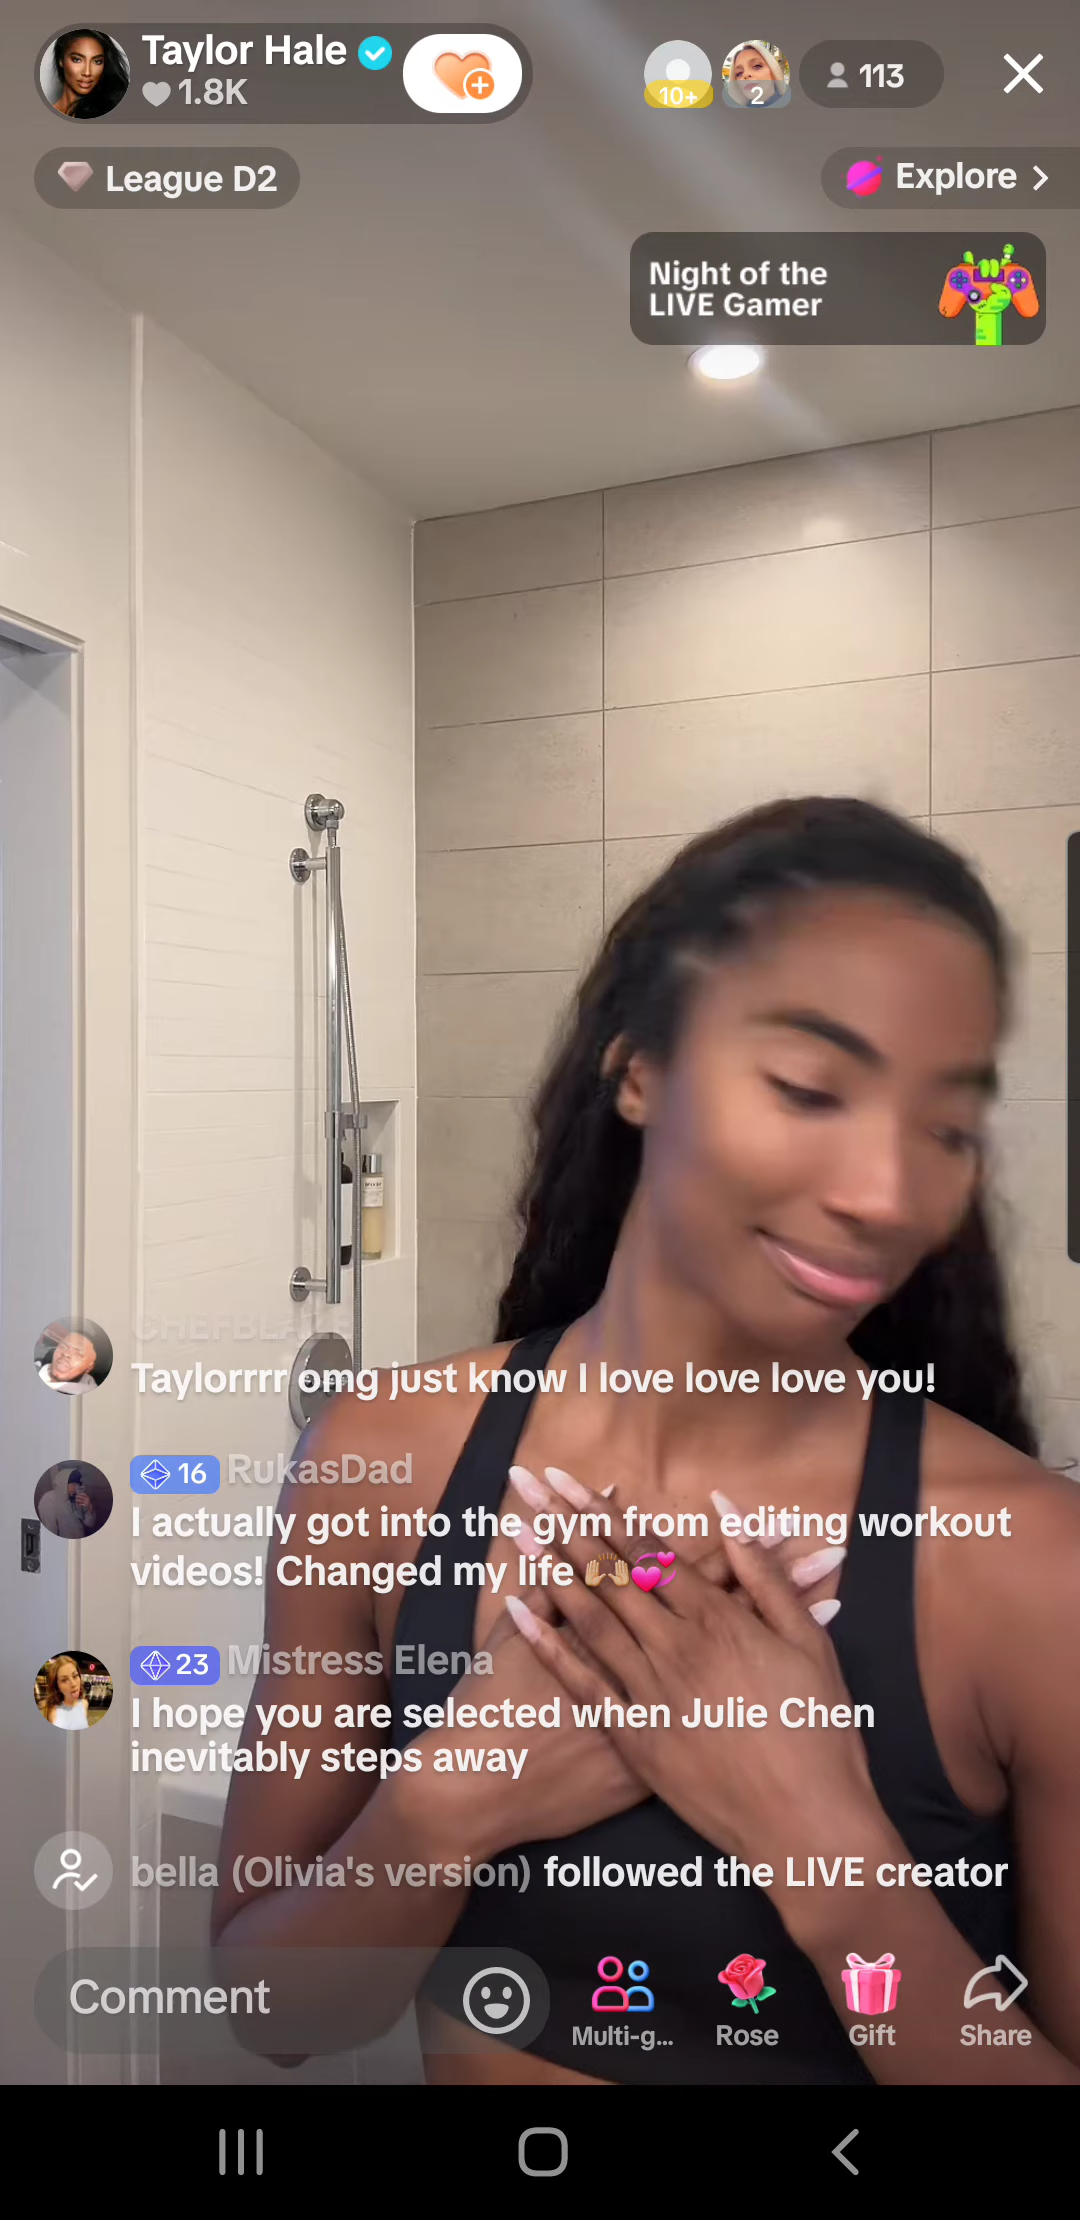 Taylor Hale
1.8K
10+
2
113
League D2
Explore
Night of the
LIVE Gamer
CHEFBLAZE
Taylorrrr omg just know I love love love you!
16 RukasDad
I actually got into the gym from editing workout
videos! Changed my life 🙌🏽💞
23 Mistress Elena
I hope you are selected when Julie Chen
inevitably steps away
bella (Olivia's version) followed the LIVE creator
Comment
Multi-g...
Rose
Gift
Share